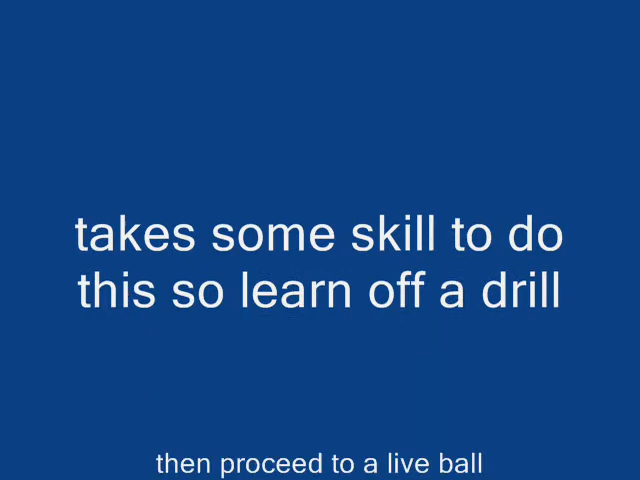 takes some skill to do
this so learn off a drill
then proceed to a live ball